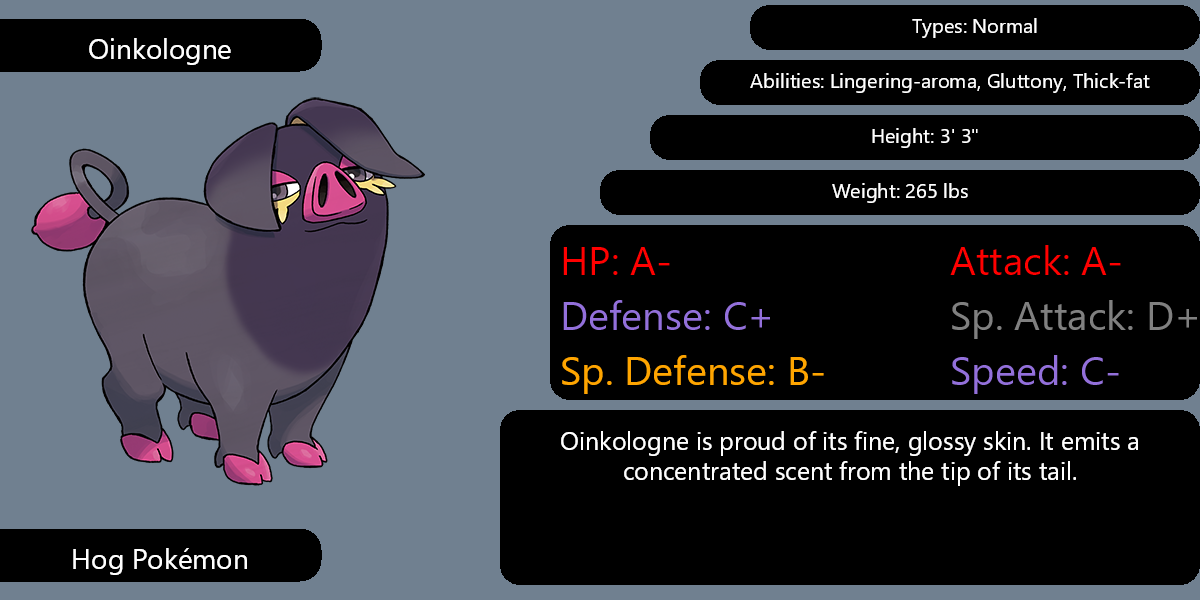 Oinkologne
Types: Normal
Abilities: Lingering-aroma, Gluttony, Thick-fat
Height: 3' 3"
Weight: 265 lbs
HP: A-
Attack: A-
Defense: C+
Sp. Attack: D+
Sp. Defense: B-
Speed: C-
Oinkologne is proud of its fine, glossy skin. It emits a
concentrated scent from the tip of its tail.
Hog Pokémon